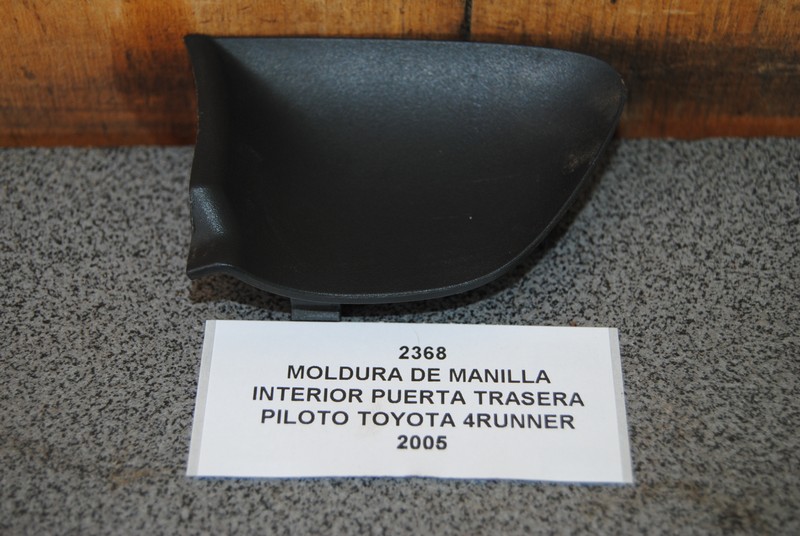 2368
MOLDURA DE MANILLA
INTERIOR PUERTA TRASERA
PILOTO TOYOTA 4RUNNER
2005